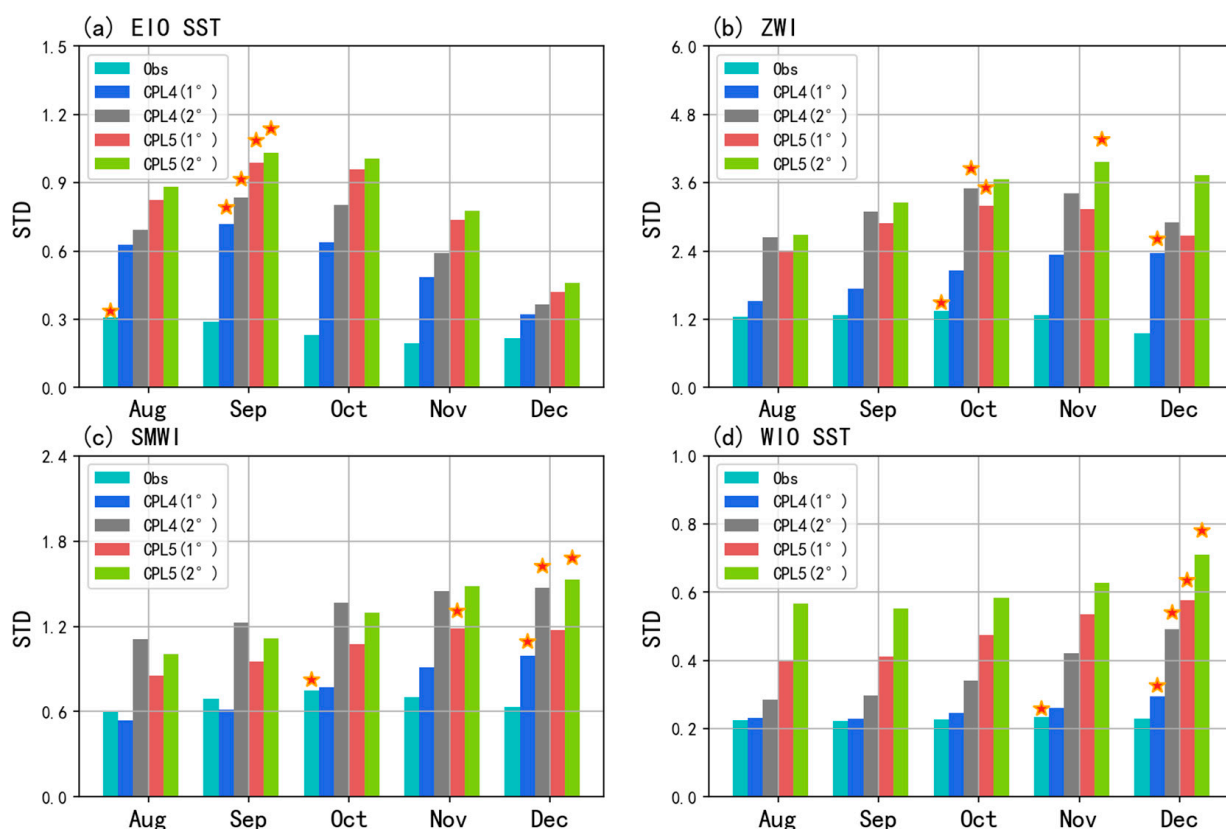 (a) EIO SST
1.5
1.2
0.9
0.6
0.3
0.0
STD
Obs
CPL4(1°)
CPL4(2°)
CPL5(1°)
CPL5(2°)
Aug Sep Oct Nov Dec
(b) ZWI
6.0
4.8
3.6
2.4
1.2
0.0
STD
Obs
CPL4(1°)
CPL4(2°)
CPL5(1°)
CPL5(2°)
Aug Sep Oct Nov Dec
(c) SMWI
2.4
1.8
1.2
0.6
0.0
STD
Obs
CPL4(1°)
CPL4(2°)
CPL5(1°)
CPL5(2°)
Aug Sep Oct Nov Dec
(d) WIO SST
1.0
0.8
0.6
0.4
0.2
0.0
STD
Obs
CPL4(1°)
CPL4(2°)
CPL5(1°)
CPL5(2°)
Aug Sep Oct Nov Dec